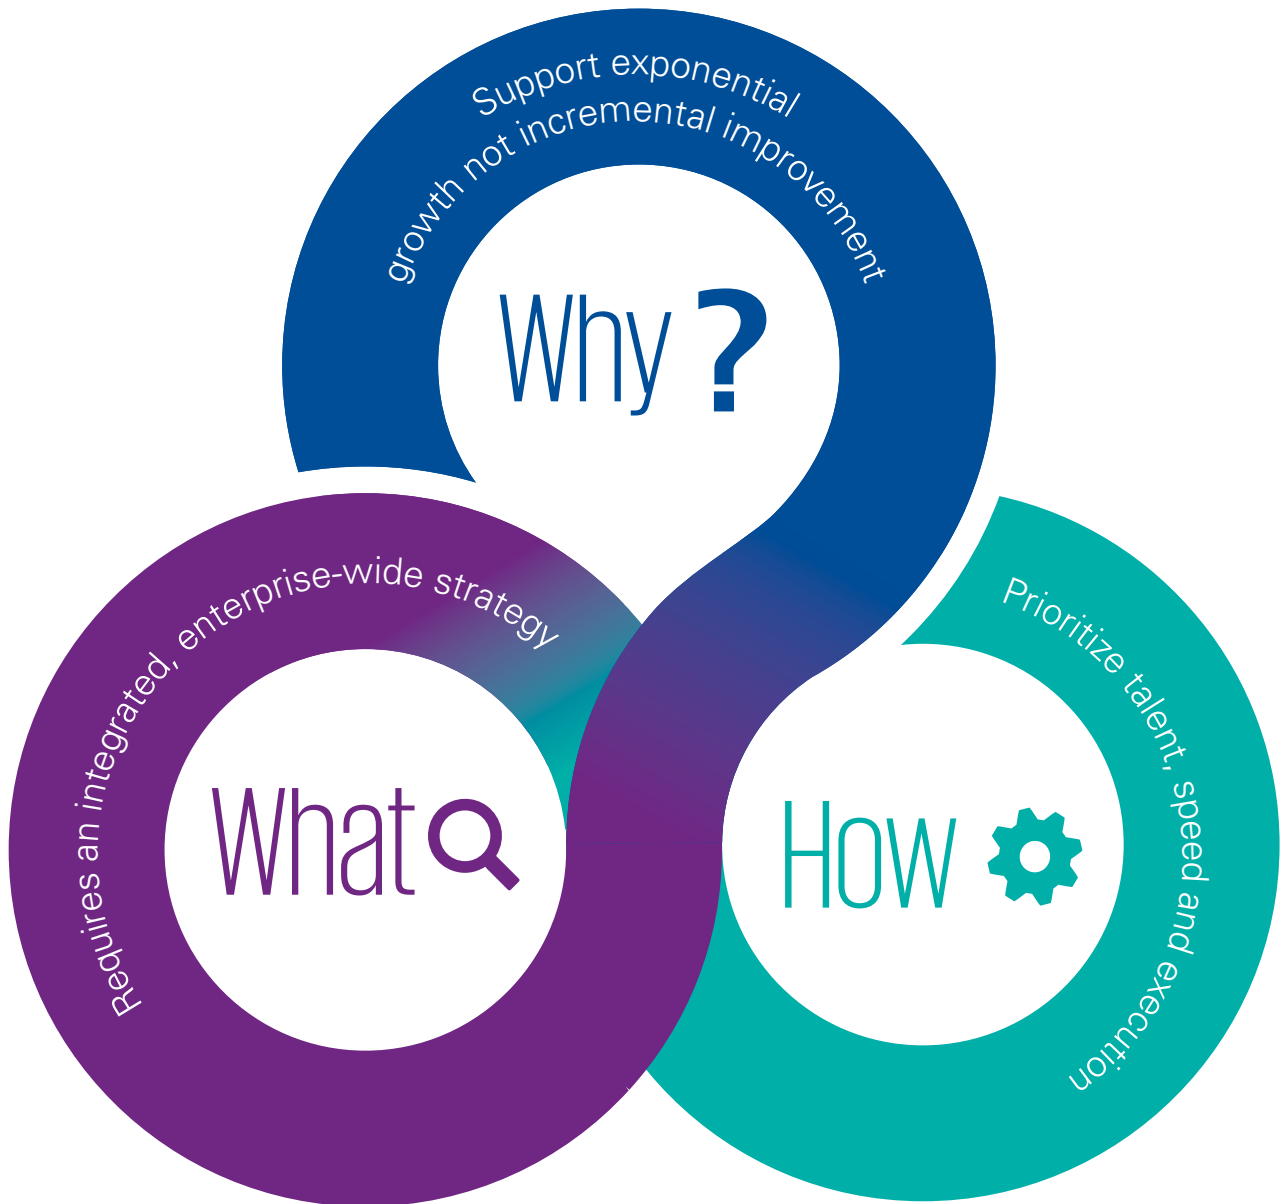 Support exponential
growth not incremental improvement
Why ?
Requires an integrated, enterprise-wide strategy
What
Prioritize talent, speed and execution
How